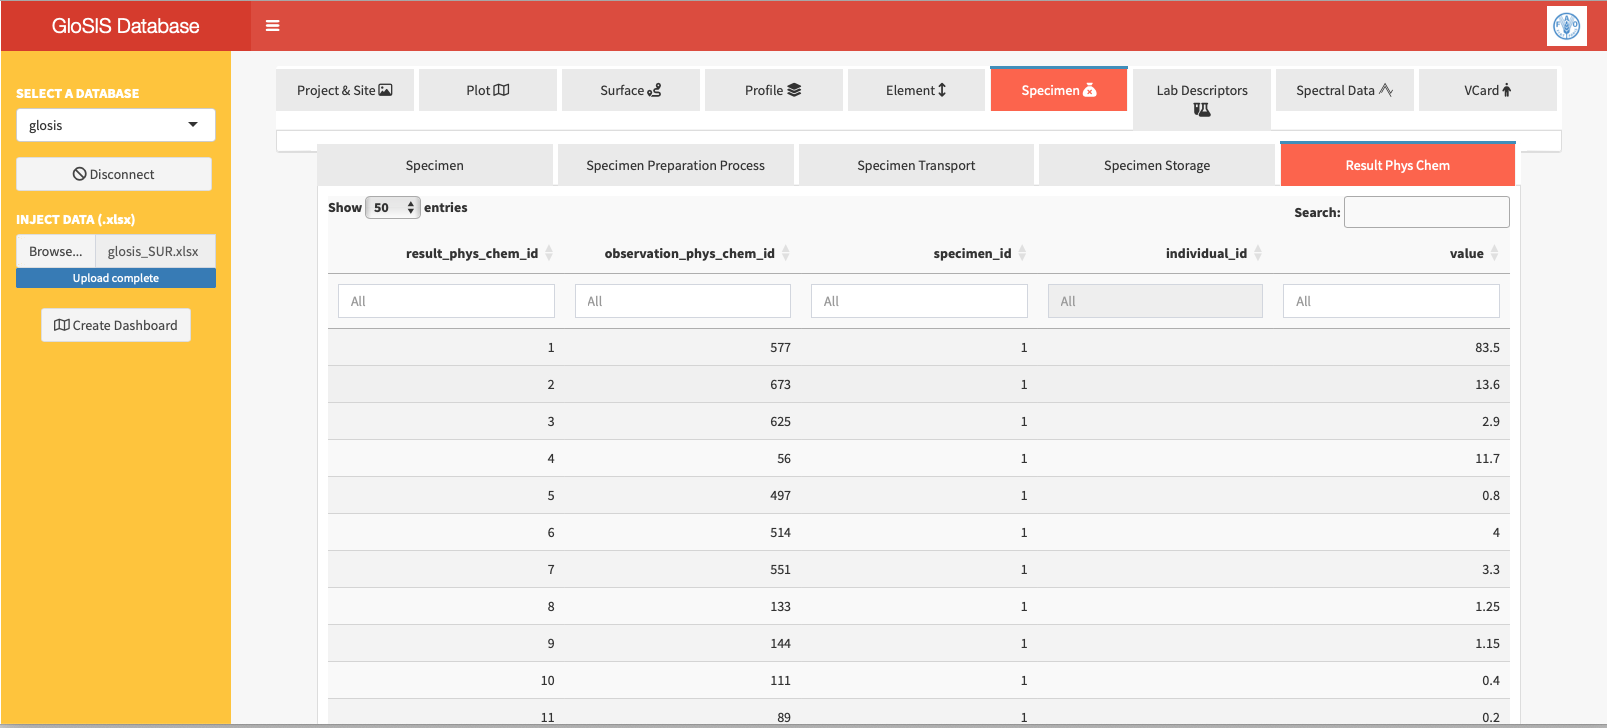 GloSIS Database
SELECT A DATABASE
glosis
Disconnect
INJECT DATA (.xlsx)
Browse... glosis_SUR.xlsx
Upload complete
Create Dashboard
Project & Site Plot Surface Profile Element Specimen Lab Descriptors Spectral Data VCard
Specimen Specimen Preparation Process Specimen Transport Specimen Storage Result Phys Chem
Show 50 entries Search:
result_phys_chem_id observation_phys_chem_id specimen_id individual_id value
All All All All All
1 577 1 83.5
2 673 1 13.6
3 625 1 2.9
4 56 1 11.7
5 497 1 0.8
6 514 1 4
7 551 1 3.3
8 133 1 1.25
9 144 1 1.15
10 111 1 0.4
11 89 1 0.2